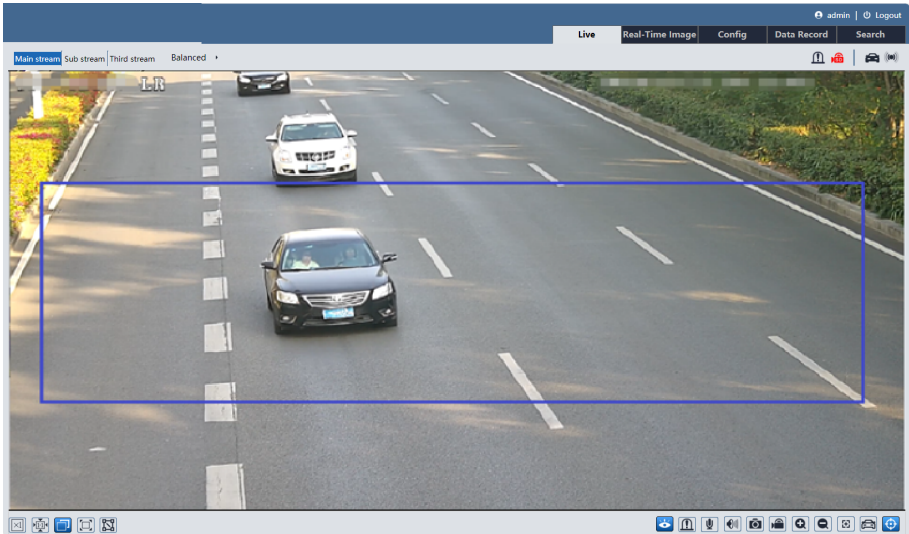 admin | Logout
Live Real-Time Image Config Data Record Search
Main stream Sub stream Third stream Balanced
LR